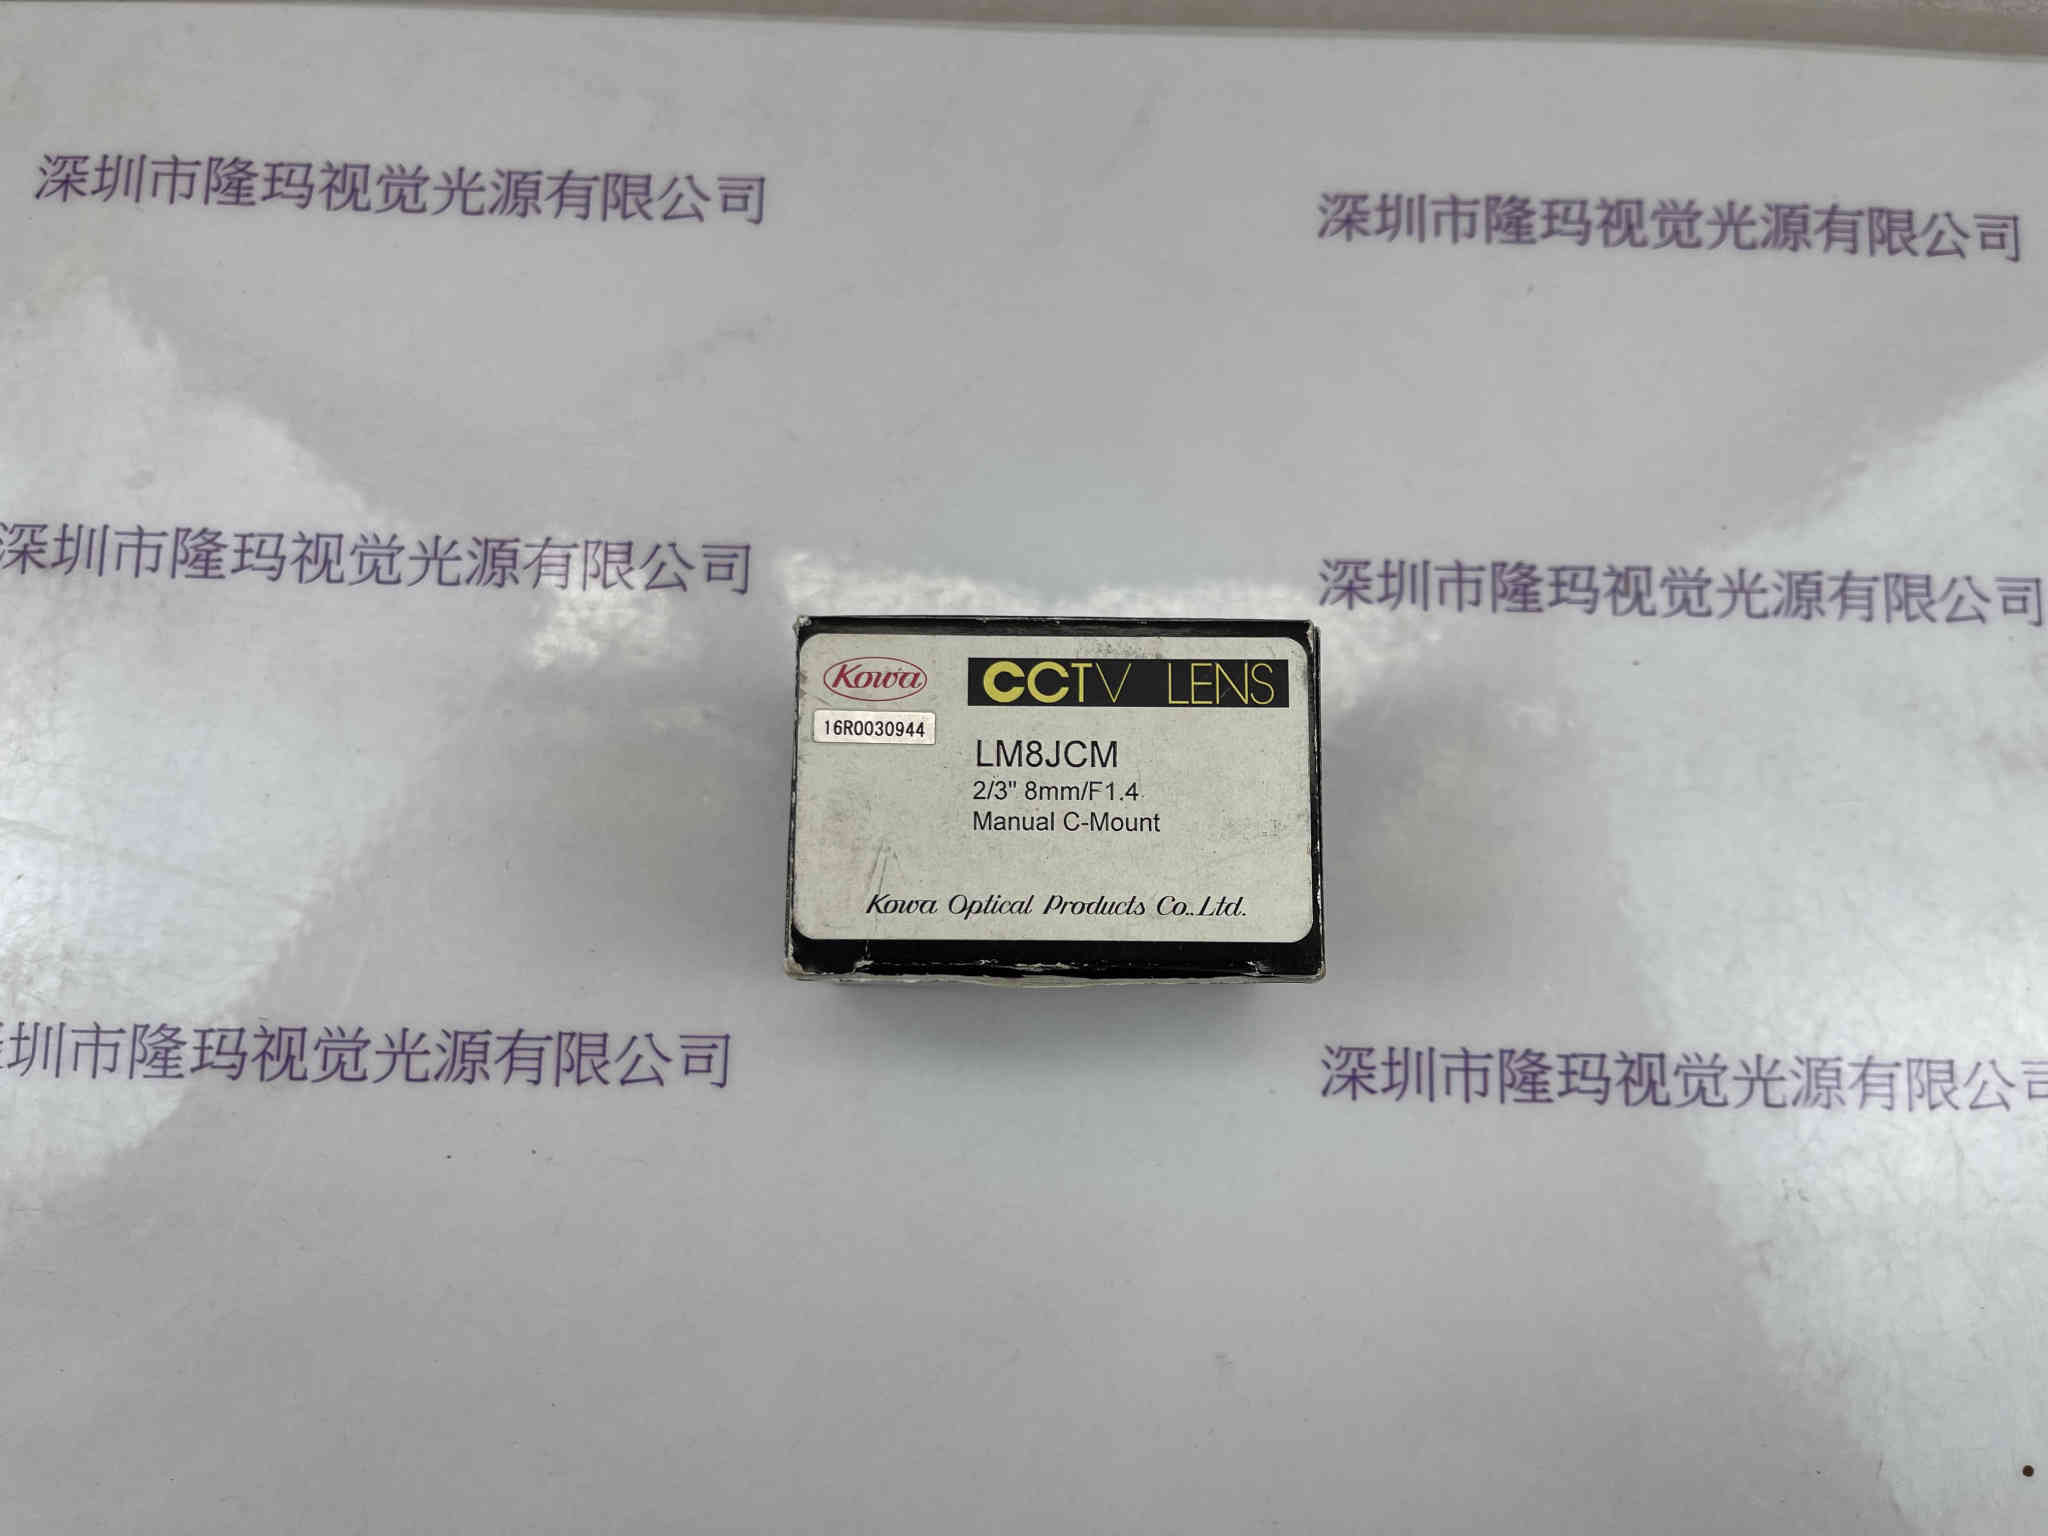 深圳市隆玛视觉光源有限公司
深圳市隆玛视觉光源有限公司
深圳市隆玛视觉光源有限公司
深圳市隆玛视觉光源有限公司
Kowa
CCTV LENS
16R0030944
LM8JCM
2/3" 8mm/F1.4
Manual C-Mount
Kowa Optical Products Co.,Ltd.
圳市隆玛视觉光源有限公司
深圳市隆玛视觉光源有限公司